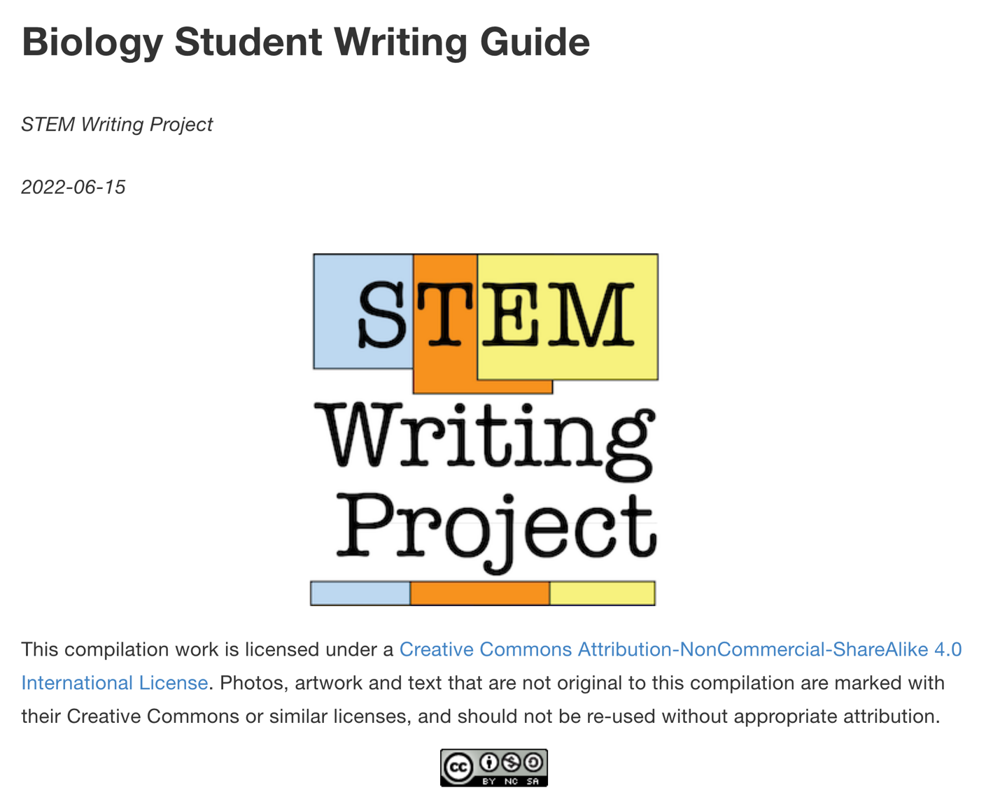 Biology Student Writing Guide
STEM Writing Project
2022-06-15
STEM
Writing
Project
This compilation work is licensed under a Creative Commons Attribution-NonCommercial-ShareAlike 4.0
International License. Photos, artwork and text that are not original to this compilation are marked with
their Creative Commons or similar licenses, and should not be re-used without appropriate attribution.
cc
BY NC SA